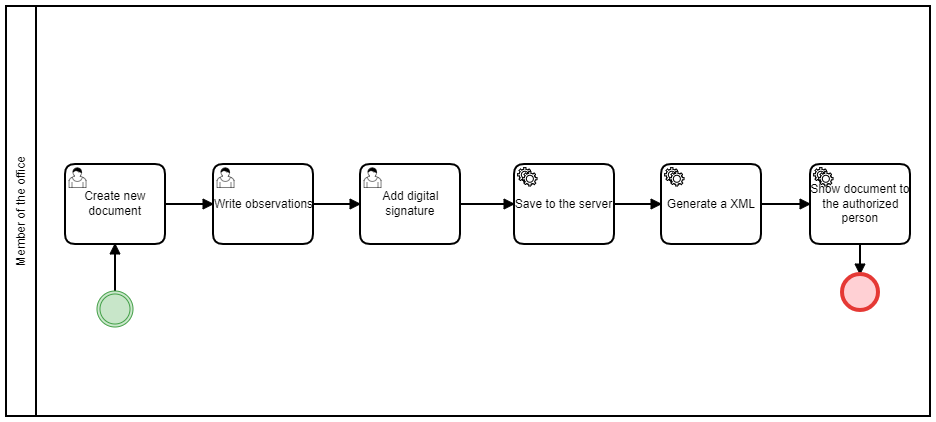 Member of the office
Create new
document
Write observations
Add digital
signature
Save to the server
Generate a XML
Show document to
the authorized
person